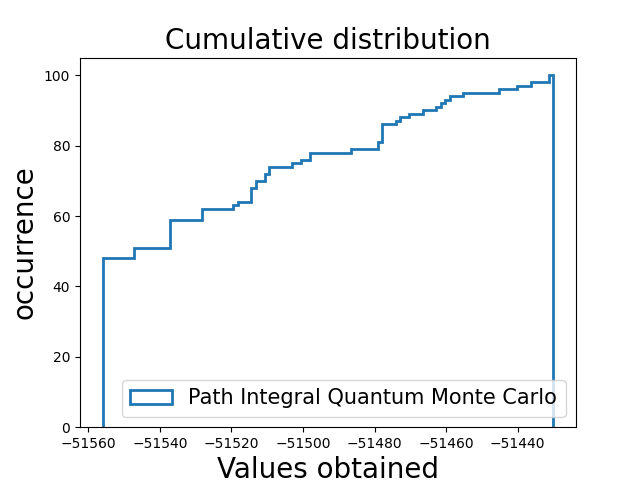 Cumulative distribution
occurrence
100
80
60
40
20
0
Path Integral Quantum Monte Carlo
−51560 −51540 −51520 −51500 −51480 −51460 −51440
Values obtained